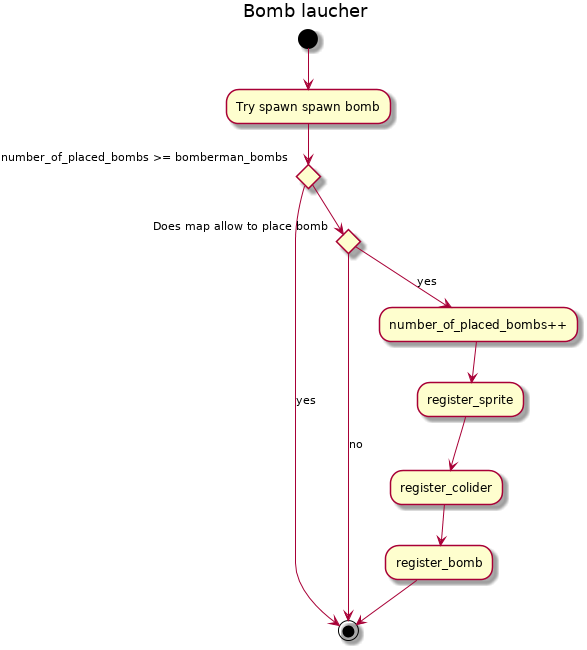 Bomb laucher
Try spawn spawn bomb
number_of_placed_bombs >= bomberman_bombs
Does map allow to place bomb
yes
number_of_placed_bombs++
register_sprite
yes
no
register_colider
register_bomb